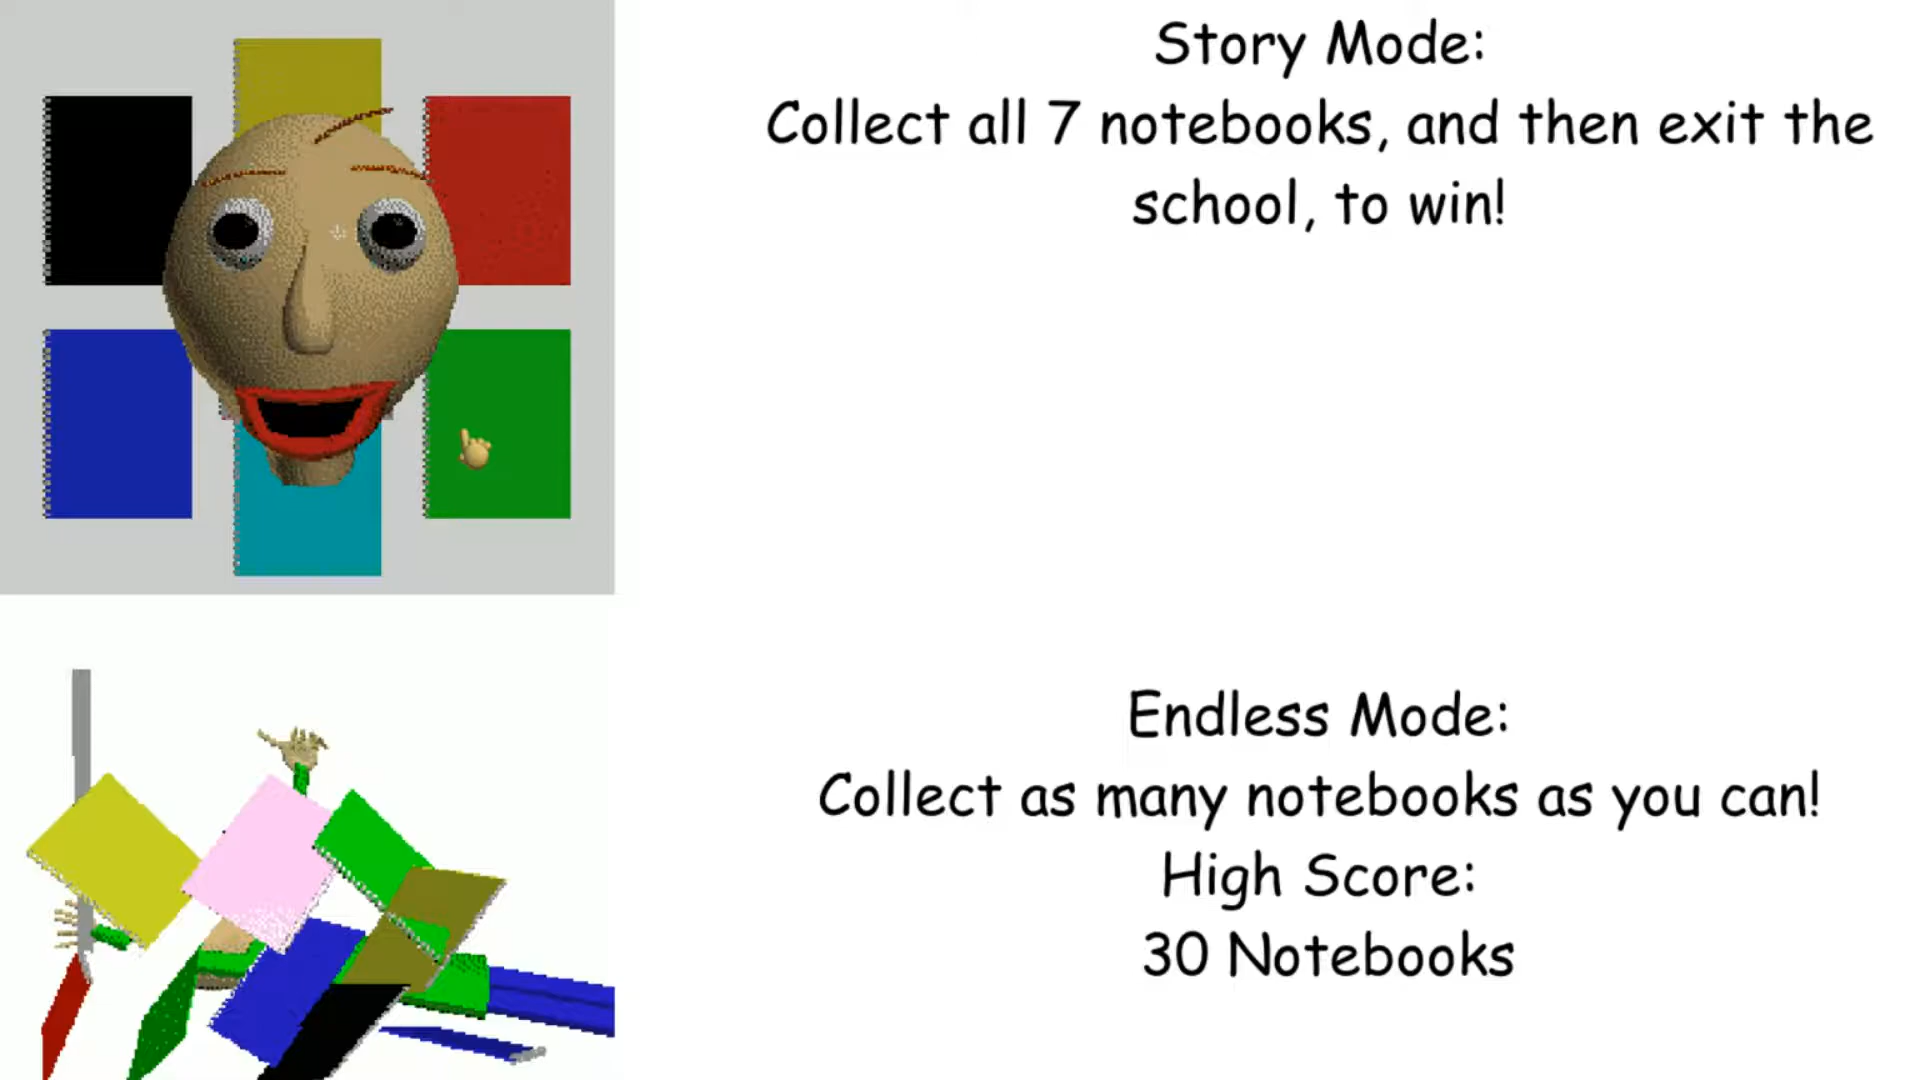 Story Mode:
Collect all 7 notebooks, and then exit the
school, to win!
Endless Mode:
Collect as many notebooks as you can!
High Score:
30 Notebooks